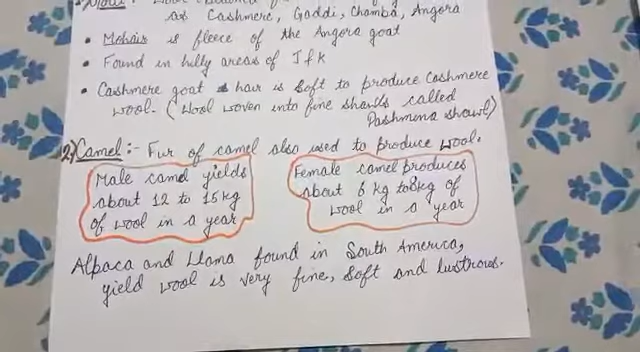 as Cashmere, Gaddi, Chamba, Angora
• Mohair is fleece of the Angora goat
• Found in hilly areas of J & K
• Cashmere goat hair is soft to produce Cashmere
wool. (Wool woven into fine shawls called
Pashmina shawl)
2) Camel:- Fur of camel also used to produce wool.
Male camel yields
about 12 to 15 kg
of wool in a year
Female camel produces
about 6 kg to 8 kg of
wool in a year
Alpaca and Llama found in South America,
yield wool is very fine, soft and lustrous.